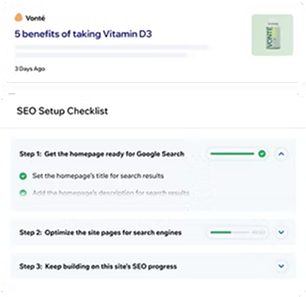 Vonté
5 benefits of taking Vitamin D3
3 Days Ago
VONTÉ
SEO Setup Checklist
Step 1: Get the homepage ready for Google Search
Set the homepage's title for search results
Add the homepage's description for search results
Step 2: Optimize the site pages for search engines
Step 3: Keep building on this site's SEO progress